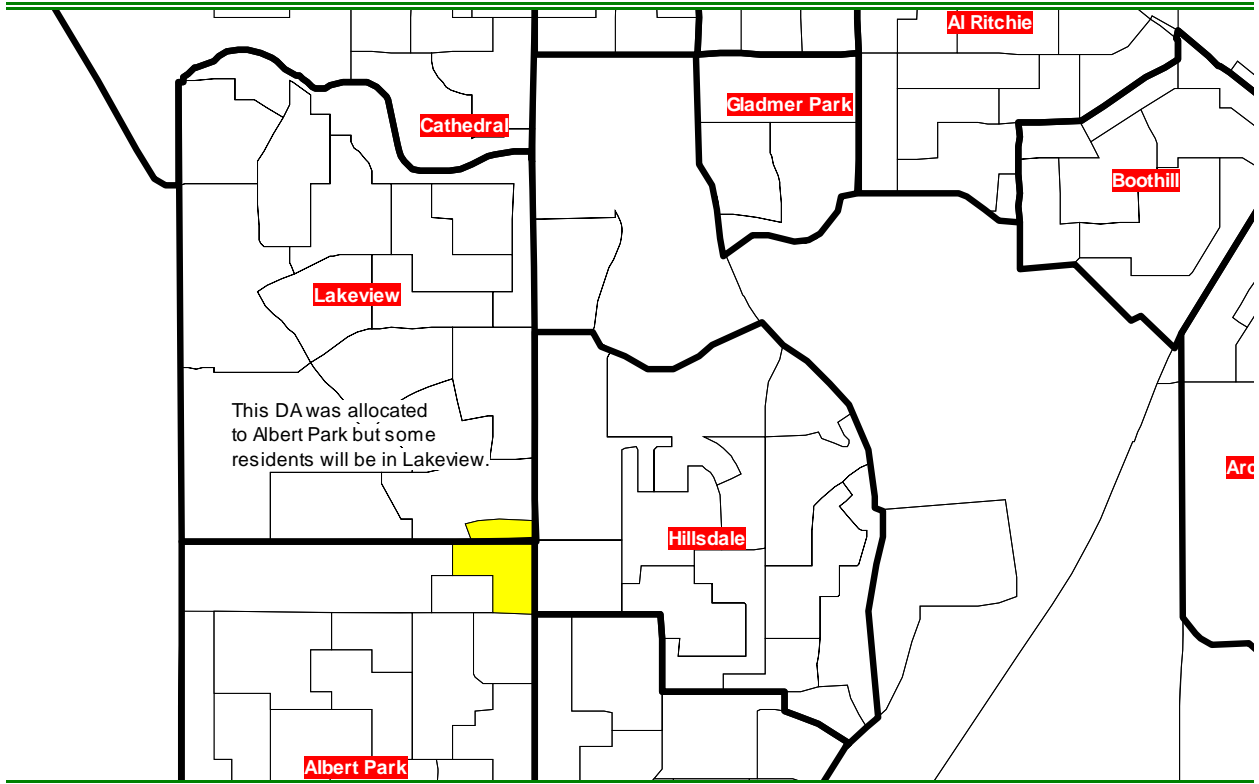 Al Ritchie
Gladmer Park
Cathedral
Boothill
Lakeview
This DA was allocated
to Albert Park but some
residents will be in Lakeview.
Arc
Hillsdale
Albert Park